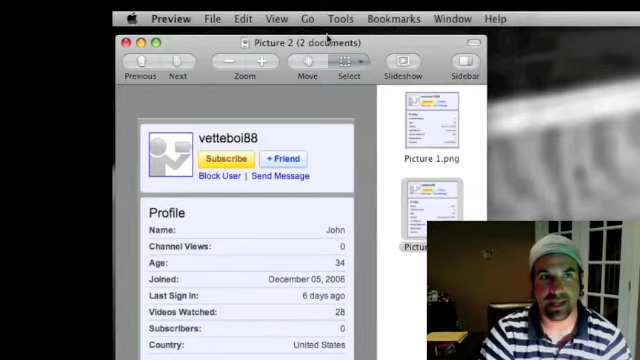 Preview File Edit View Go Tools Bookmarks Window Help
Picture 2 (2 documents)
Previous Next Zoom Move Select Slideshow Sidebar
vetteboi88
Subscribe + Friend
Block User | Send Message
Profile
Name: John
Channel Views: 0
Age: 34
Joined: December 05, 2006
Last Sign In: 6 days ago
Videos Watched: 28
Subscribers: 0
Country: United States
Picture 1.png